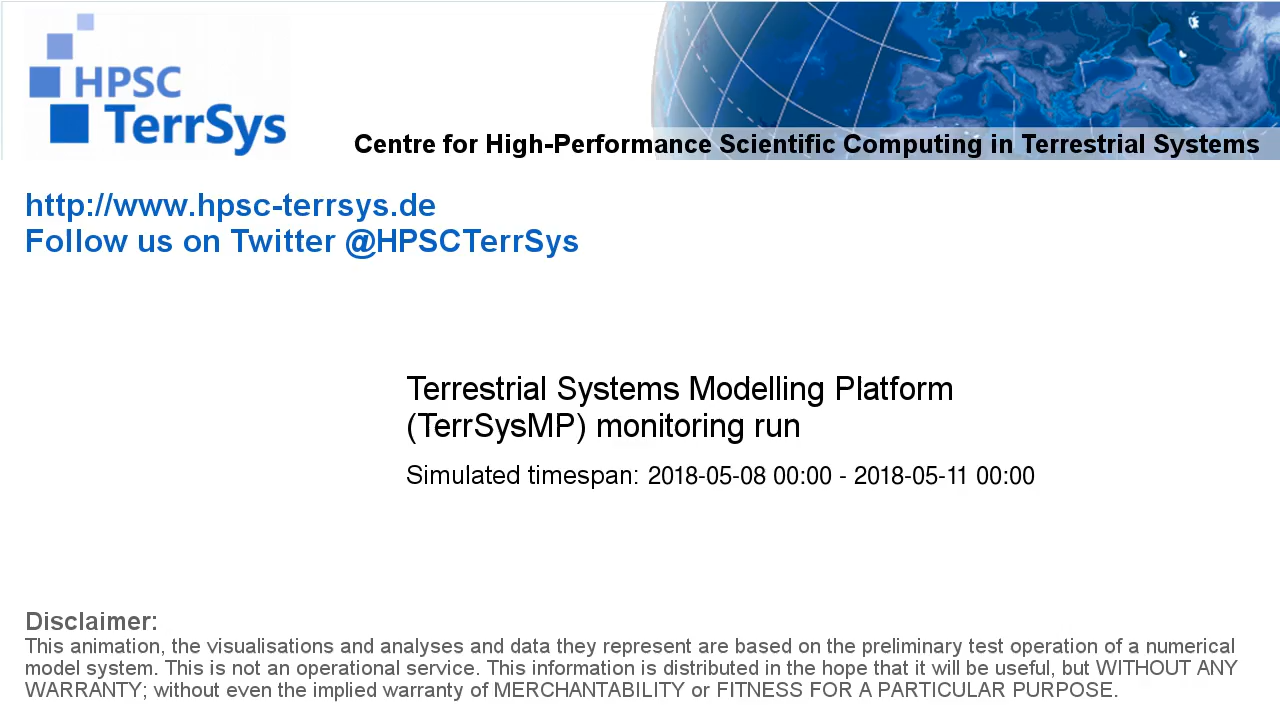 HPSC
TerrSys
Centre for High-Performance Scientific Computing in Terrestrial Systems
http://www.hpsc-terrsys.de
Follow us on Twitter @HPSCTerrSys
Terrestrial Systems Modelling Platform
(TerrSysMP) monitoring run
Simulated timespan: 2018-05-08 00:00 - 2018-05-11 00:00
Disclaimer:
This animation, the visualisations and analyses and data they represent are based on the preliminary test operation of a numerical
model system. This is not an operational service. This information is distributed in the hope that it will be useful, but WITHOUT ANY
WARRANTY; without even the implied warranty of MERCHANTABILITY or FITNESS FOR A PARTICULAR PURPOSE.